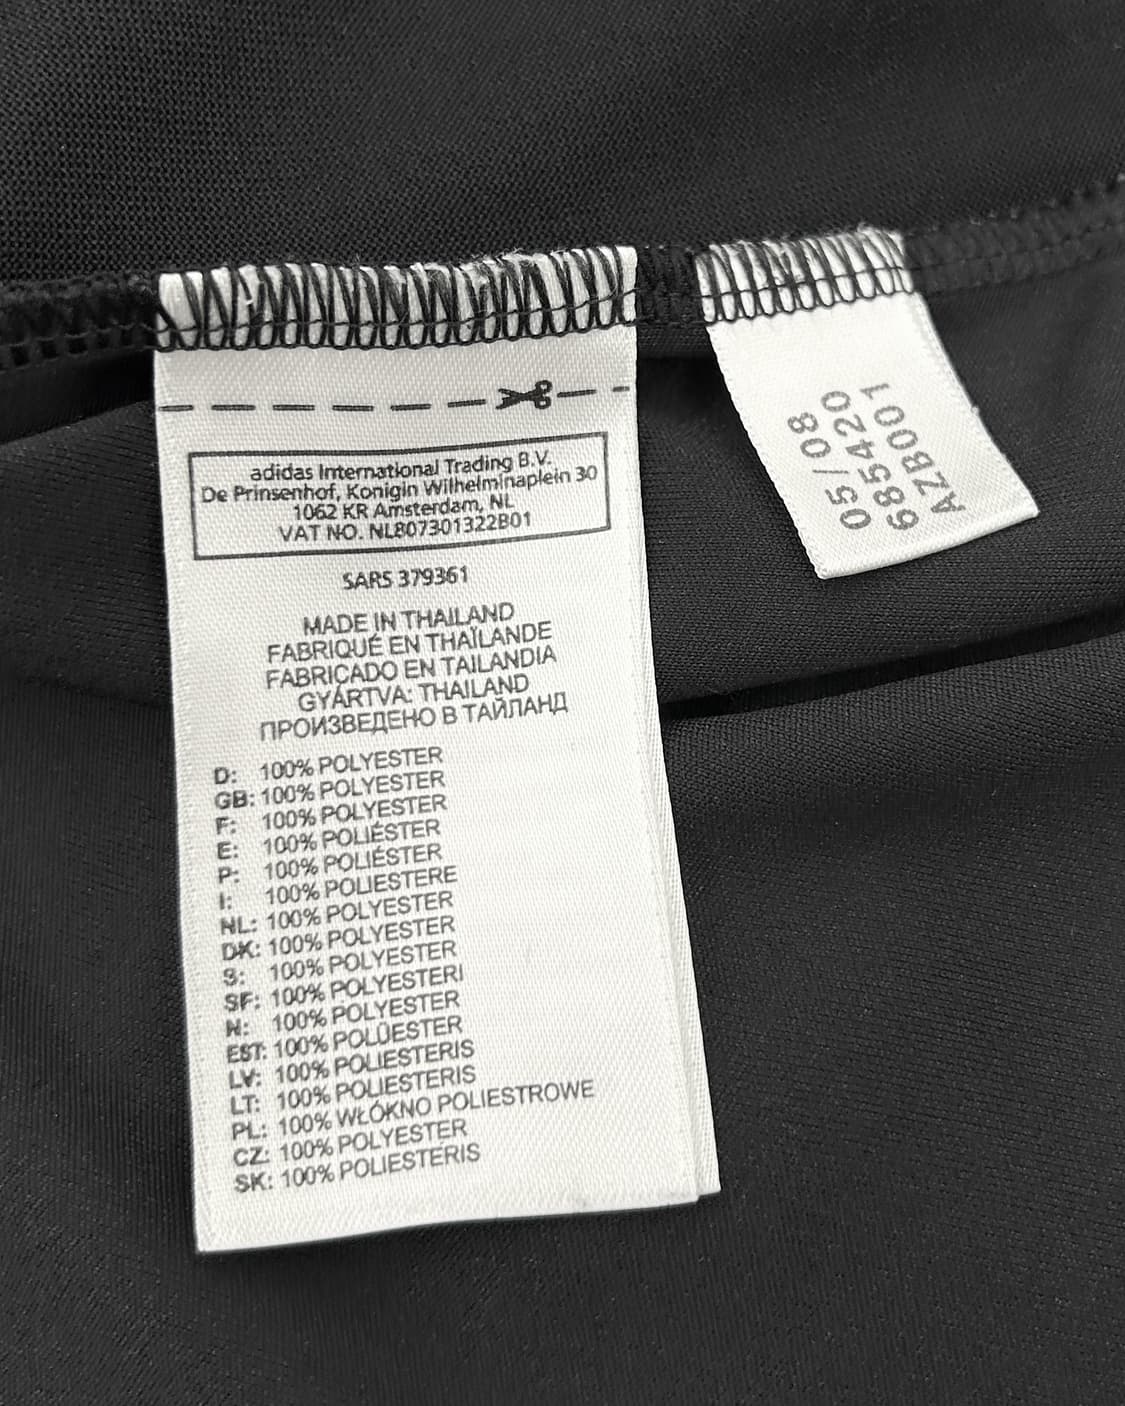 adidas International Trading B.V.
De Prinsenhof, Konigin Wilhelminaplein 30
1062 KR Amsterdam, NL
VAT NO. NL807301322B01
SARS 379361
MADE IN THAILAND
FABRIQUÉ EN THAÏLANDE
FABRICADO EN TAILANDIA
GYÁRTVA: THAILAND
ПРОИЗВЕДЕНО В ТАЙЛАНД
D: 100% POLYESTER
GB: 100% POLYESTER
F: 100% POLYESTER
E: 100% POLIÉSTER
P: 100% POLIÉSTER
I: 100% POLIESTERE
NL: 100% POLYESTER
DK: 100% POLYESTER
S: 100% POLYESTER
SF: 100% POLYESTERI
N: 100% POLYESTER
EST: 100% POLÜESTER
LV: 100% POLIESTERIS
LT: 100% POLIESTERIS
PL: 100% WŁÓKNO POLIESTROWE
CZ: 100% POLYESTER
SK: 100% POLIESTERIS
05/08
685420
AZB001